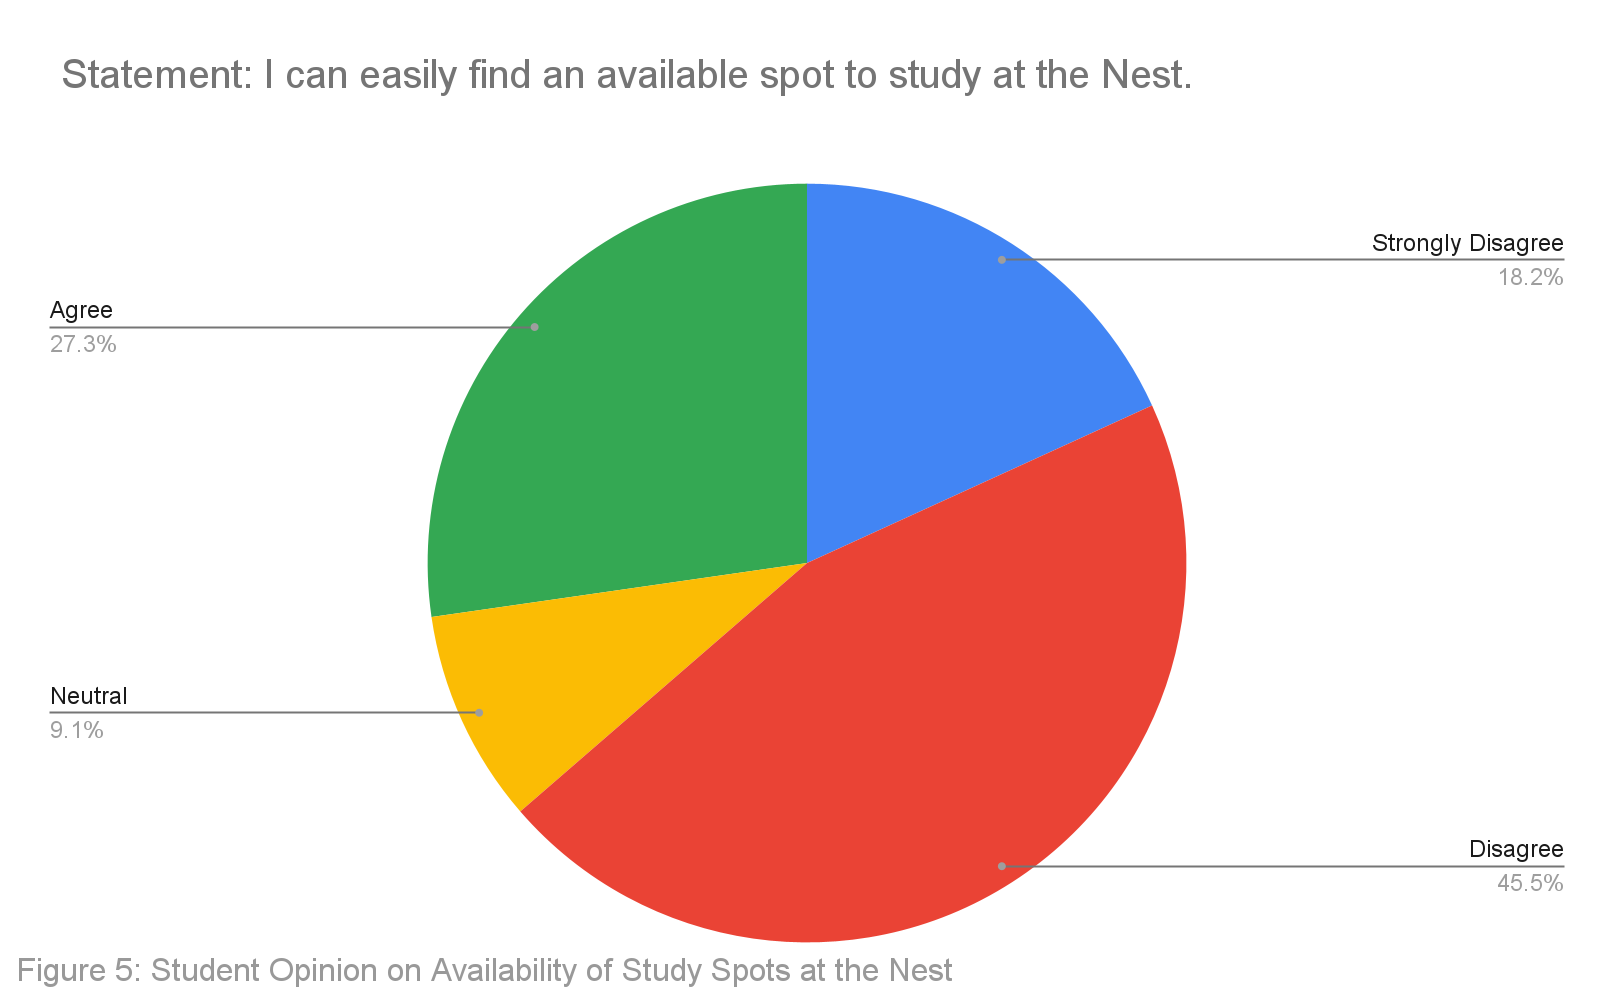 Statement: I can easily find an available spot to study at the Nest.
Strongly Disagree
18.2%
Agree
27.3%
Neutral
9.1%
Disagree
45.5%
Figure 5: Student Opinion on Availability of Study Spots at the Nest